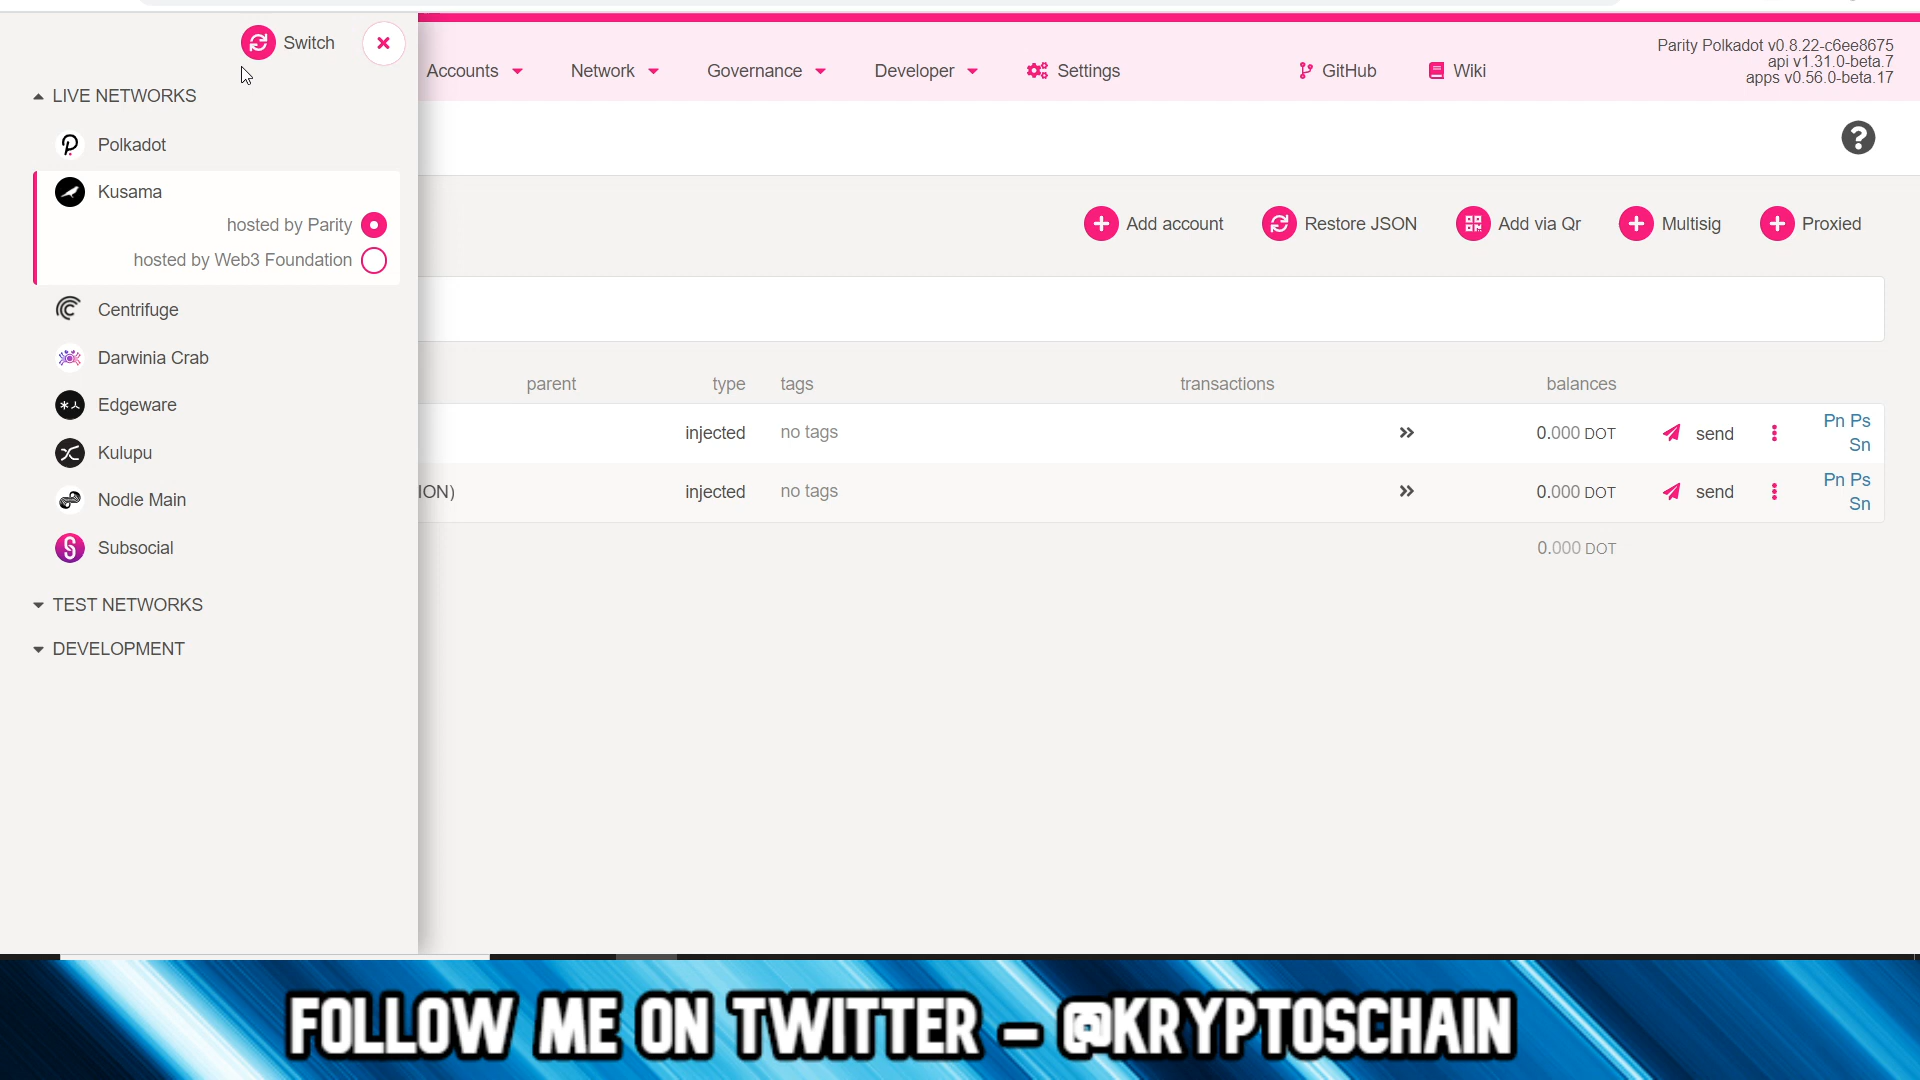 Switch
LIVE NETWORKS
Polkadot
Kusama
hosted by Parity
hosted by Web3 Foundation
Centrifuge
Darwinia Crab
Edgeware
Kulupu
Nodle Main
Subsocial
TEST NETWORKS
DEVELOPMENT
Accounts Network Governance Developer Settings GitHub Wiki
Parity Polkadot v0.8.22-c6ee8675
api v1.31.0-beta.7
apps v0.56.0-beta.17
Add account Restore JSON Add via Qr Multisig Proxied
parent type tags transactions balances
injected no tags 0.000 DOT send Pn Ps
Sn
ION) injected no tags 0.000 DOT send Pn Ps
Sn
0.000 DOT
FOLLOW ME ON TWITTER – @KRYPTOSCHAIN